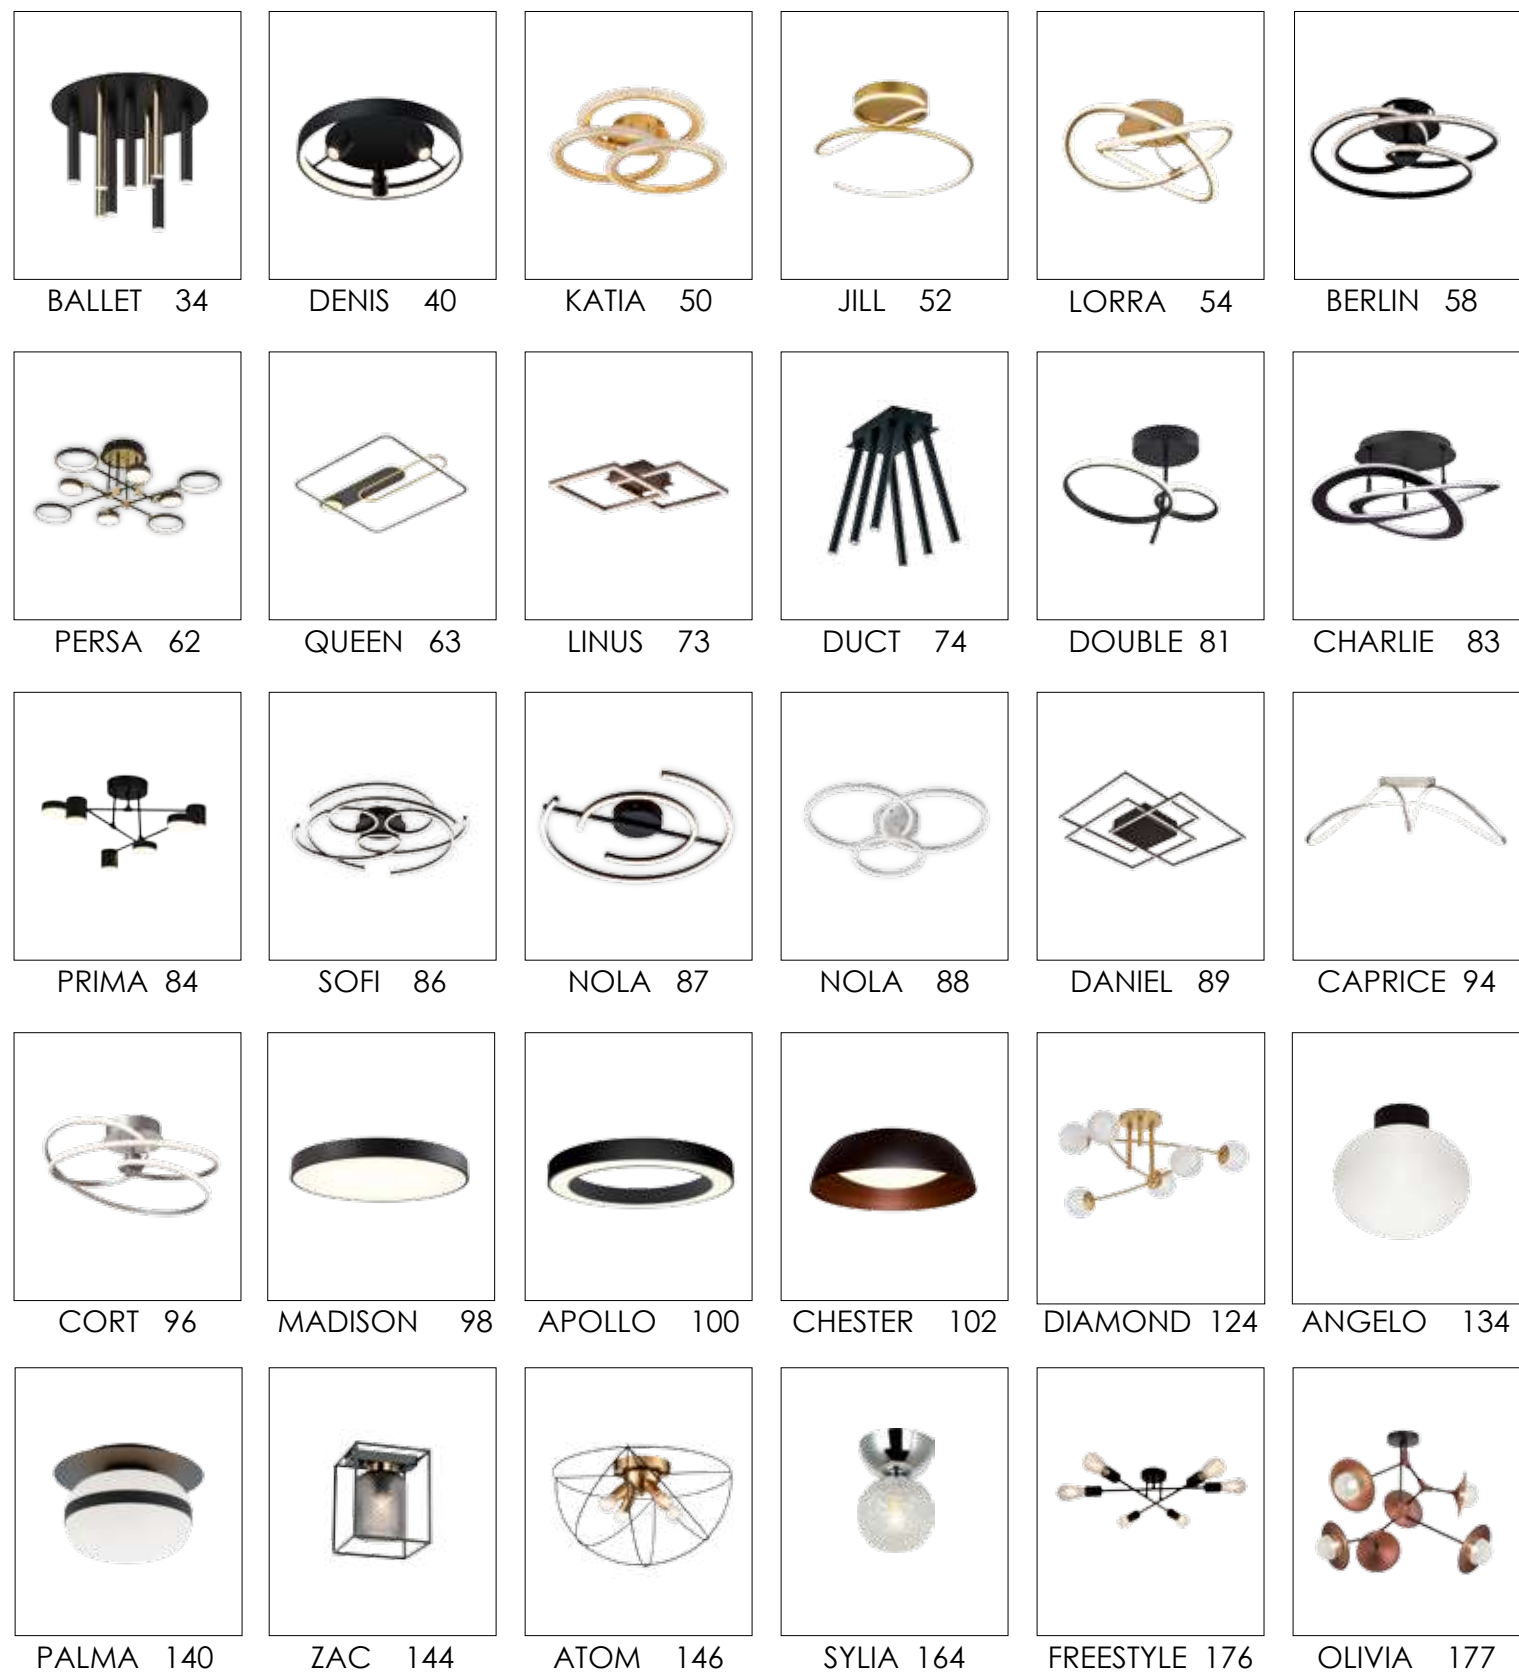 BALLET 34 DENIS 40 KATIA 50 JILL 52 LORRA 54 BERLIN 58
PERSA 62 QUEEN 63 LINUS 73 DUCT 74 DOUBLE 81 CHARLIE 83
PRIMA 84 SOFI 86 NOLA 87 NOLA 88 DANIEL 89 CAPRICE 94
CORT 96 MADISON 98 APOLLO 100 CHESTER 102 DIAMOND 124 ANGELO 134
PALMA 140 ZAC 144 ATOM 146 SYLIA 164 FREESTYLE 176 OLIVIA 177